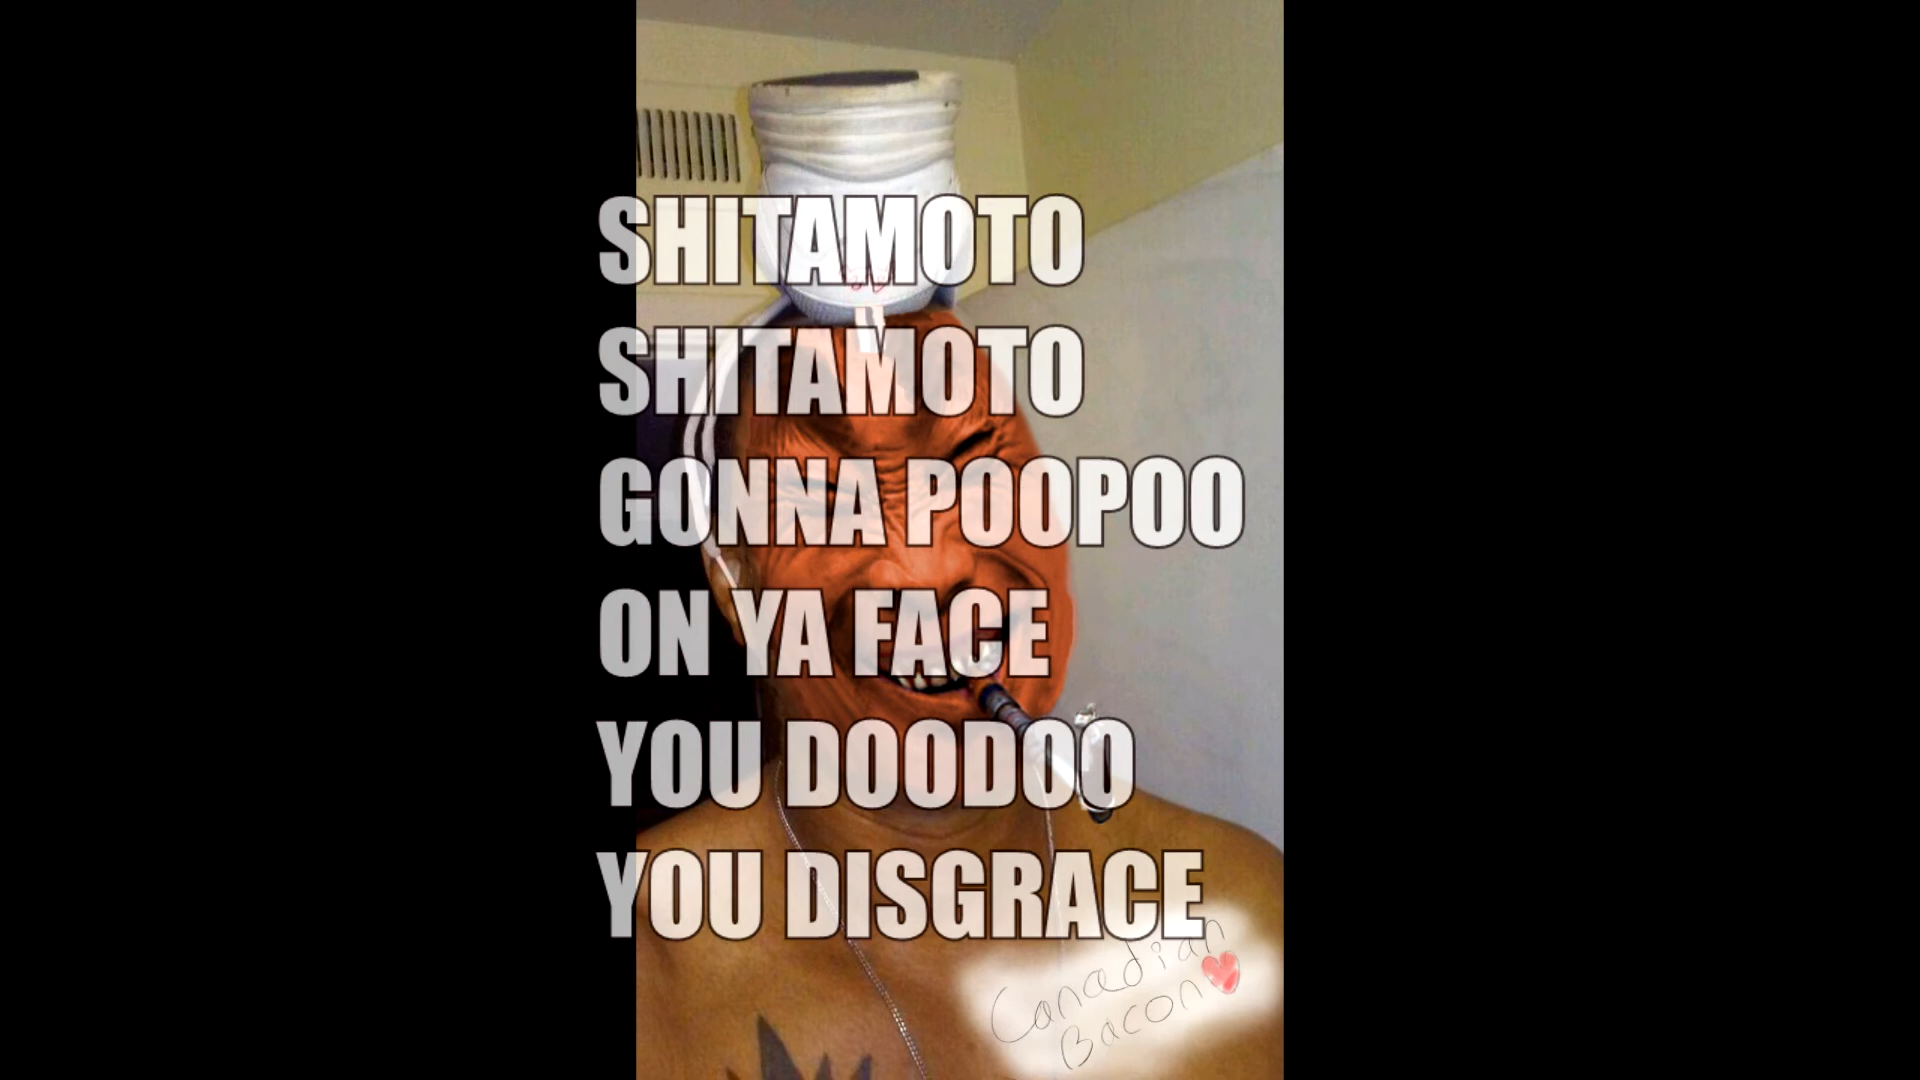 SHITAMOTO
SHITAMOTO
GONNA POOPOO
ON YA FACE
YOU DOODOO
YOU DISGRACE
Canadian
Bacon